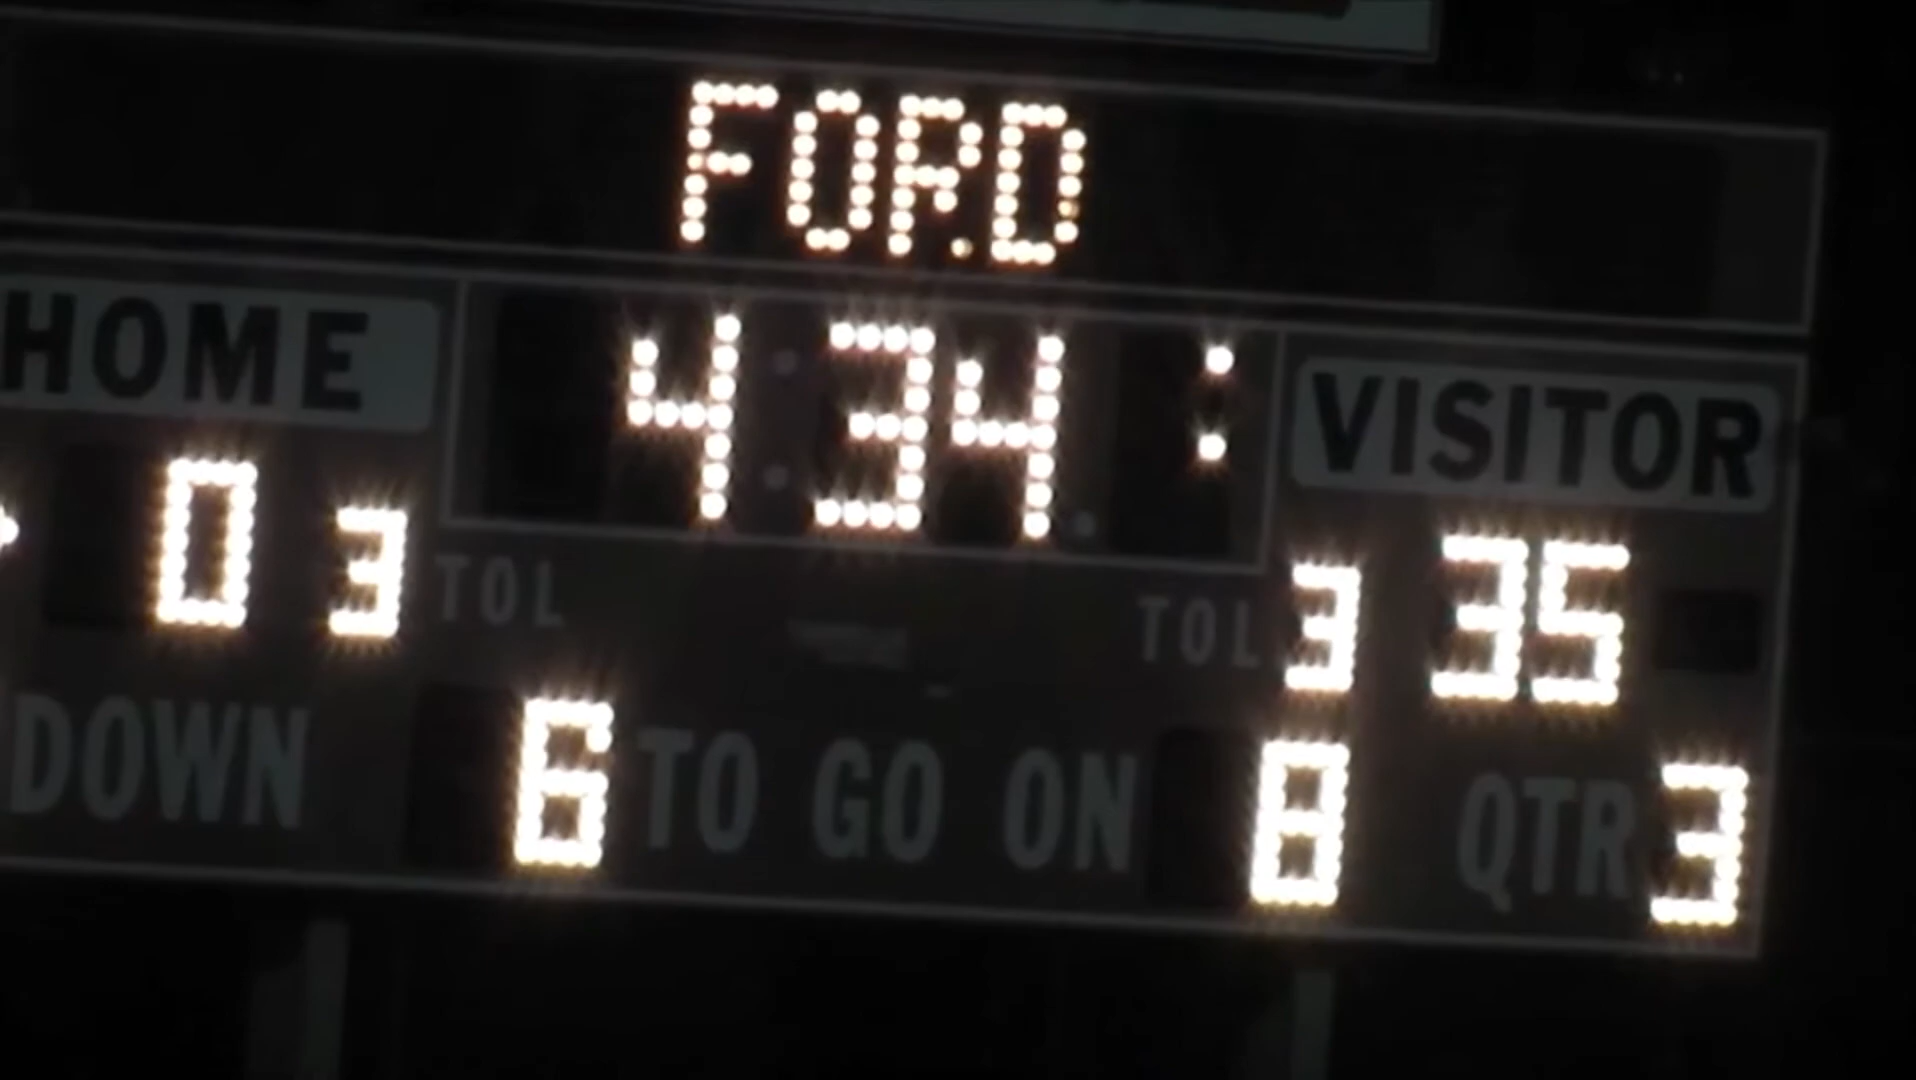 FORD
HOME 4 34 : VISITOR
0 3 TOL TOL 3 35
DOWN 6 TO GO ON 8 QTR 3